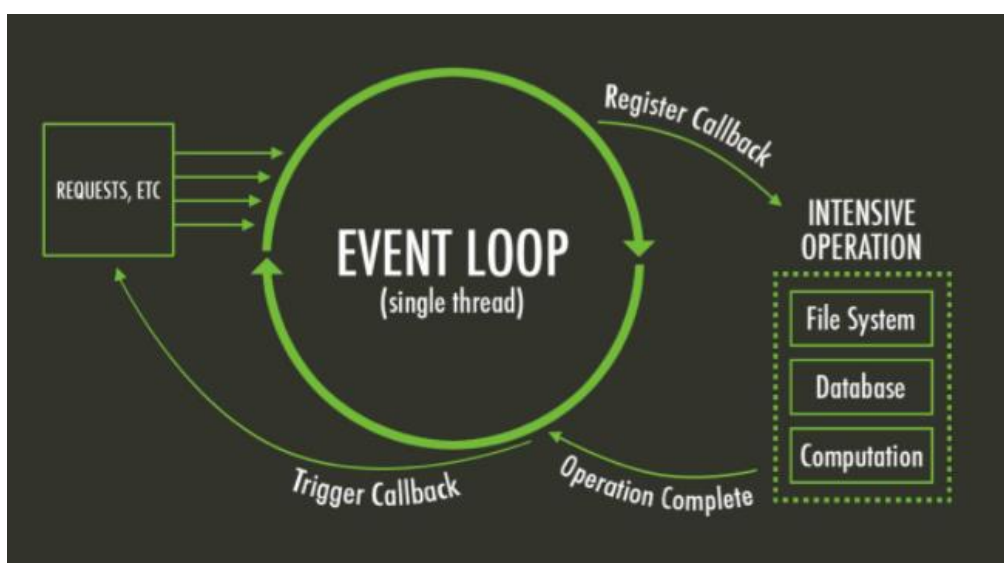 REQUESTS, ETC
EVENT LOOP
(single thread)
Register Callback
INTENSIVE
OPERATION
File System
Database
Computation
Operation Complete
Trigger Callback